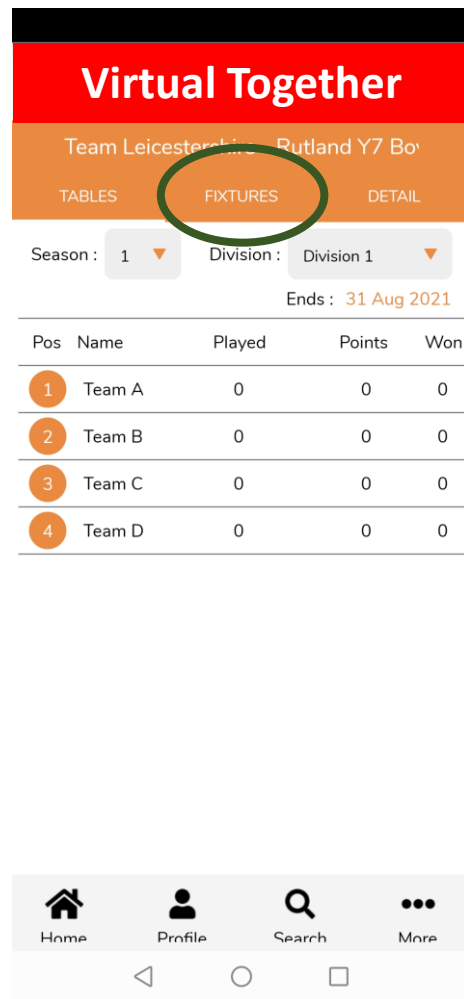 Virtual Together
Team Leicestershire Rutland Y7 Bo
TABLES FIXTURES DETAIL
Season : 1 Division : Division 1
Ends : 31 Aug 2021
Pos Name Played Points Won
1 Team A 0 0 0
2 Team B 0 0 0
3 Team C 0 0 0
4 Team D 0 0 0
Home Profile Search More